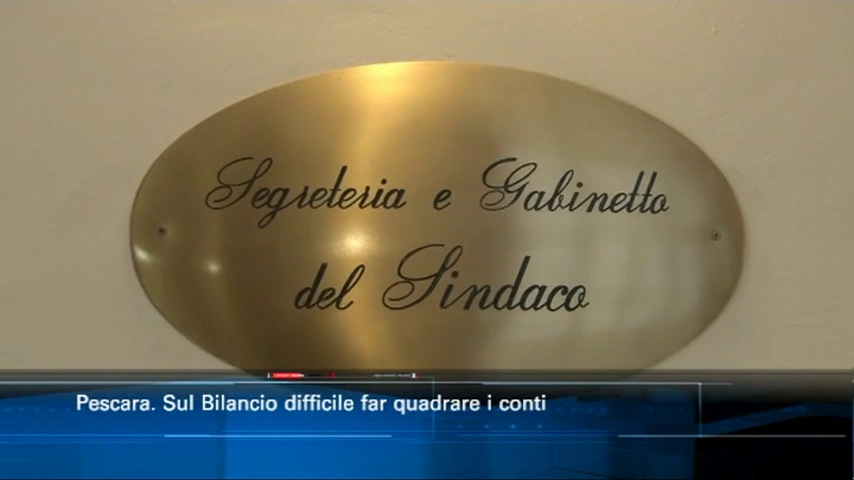 Segreteria e Gabinetto
del Sindaco
Pescara. Sul Bilancio difficile far quadrare i conti